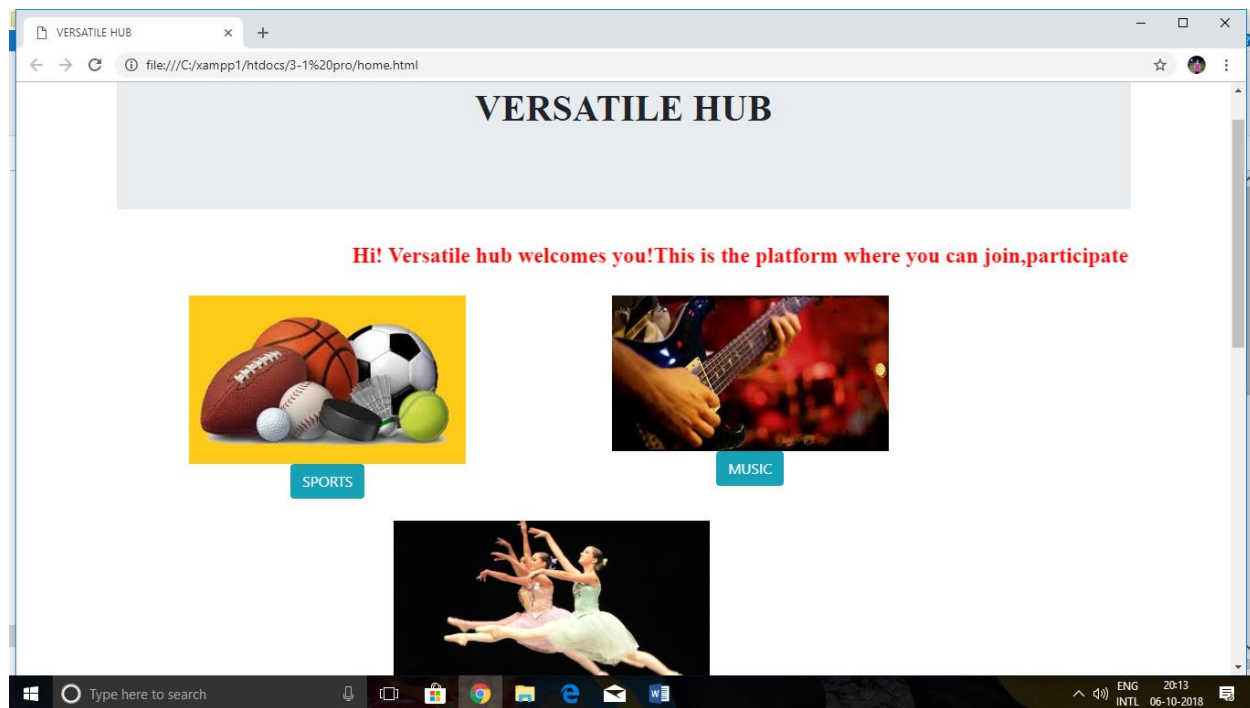 VERSATILE HUB
file:///C:/xampp1/htdocs/3-1%20pro/home.html
VERSATILE HUB
Hi! Versatile hub welcomes you!This is the platform where you can join,participate
SPORTS
MUSIC
Type here to search
ENG
INTL
20:13
06-10-2018